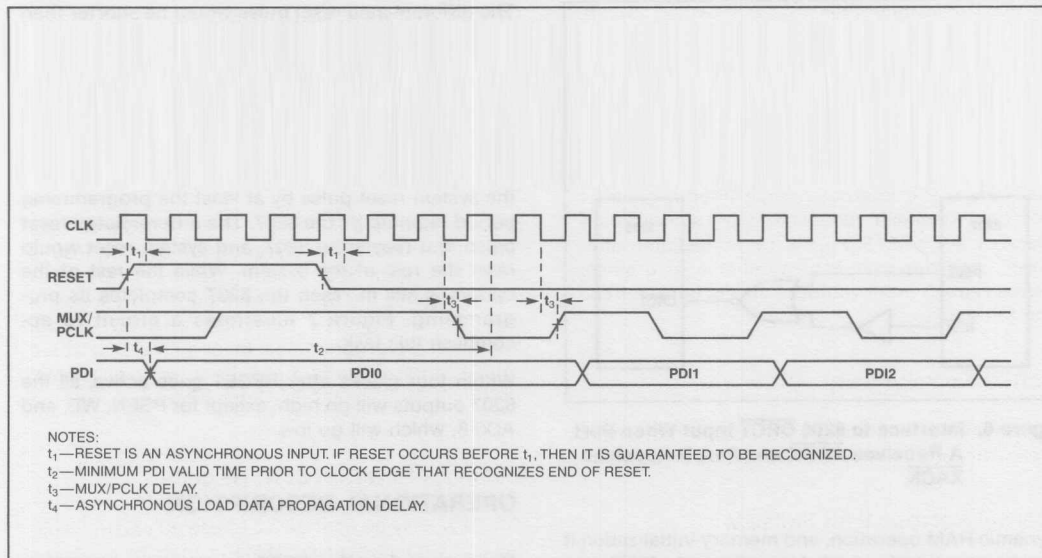 CLK
t1
t1
RESET
t3
t3
MUX/
PCLK
t4
t2
PDI
PDI0
PDI1
PDI2
NOTES:
t1—RESET IS AN ASYNCHRONOUS INPUT. IF RESET OCCURS BEFORE t1, THEN IT IS GUARANTEED TO BE RECOGNIZED.
t2—MINIMUM PDI VALID TIME PRIOR TO CLOCK EDGE THAT RECOGNIZES END OF RESET.
t3—MUX/PCLK DELAY.
t4—ASYNCHRONOUS LOAD DATA PROPAGATION DELAY.